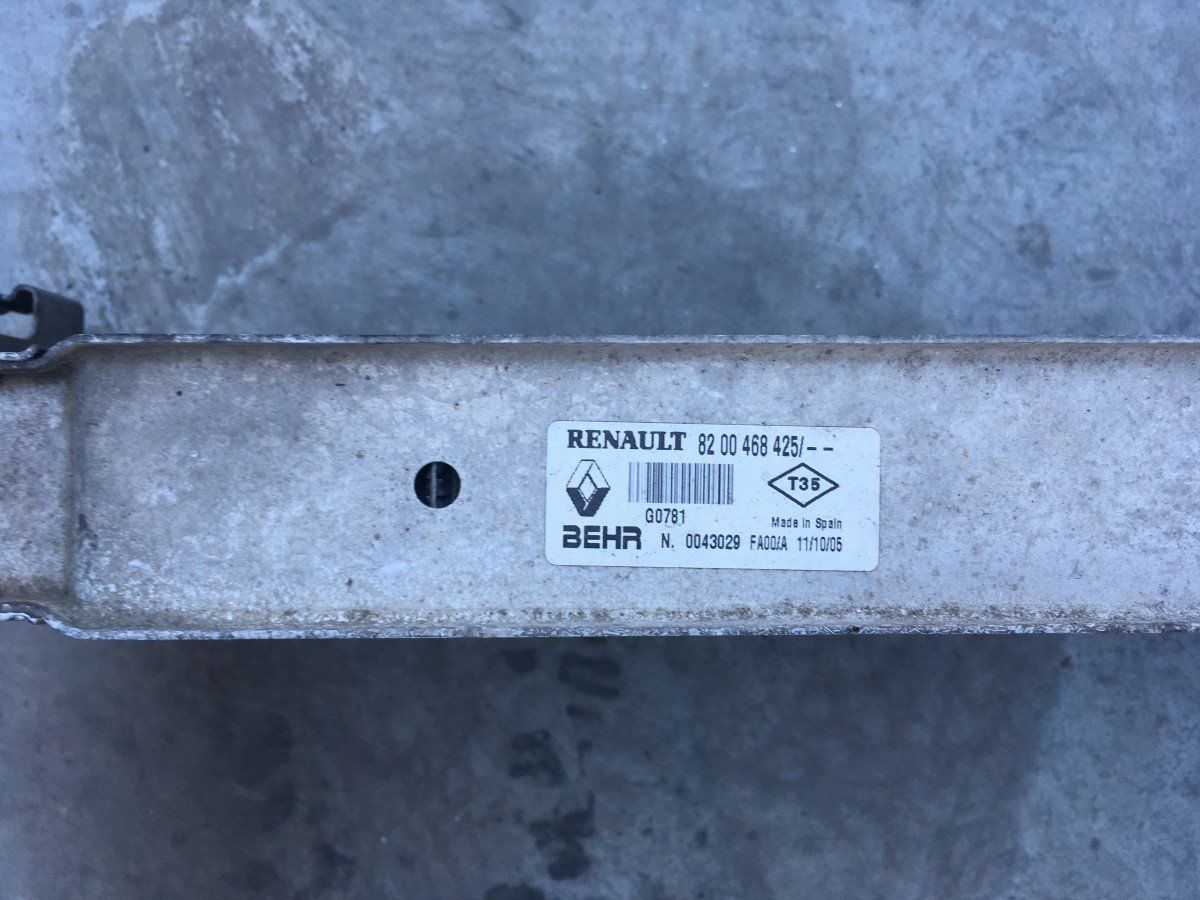 RENAULT 82 00 468 425/--
T35
G0781
Made in Spain
BEHR N. 0043029 FA00/A 11/10/05